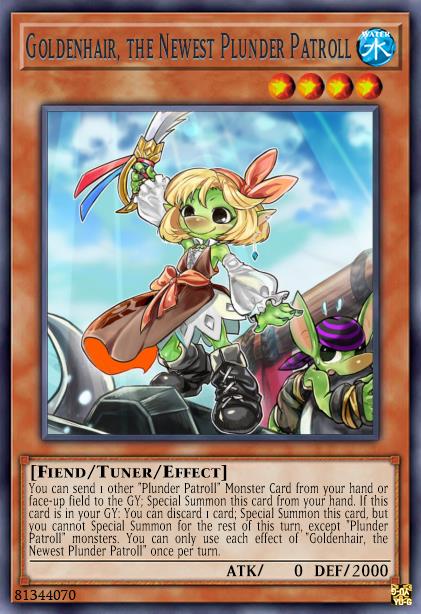 Goldenhair, the Newest Plunder Patroll
WATER
水
[Fiend/Tuner/Effect]
You can send 1 other "Plunder Patroll" Monster Card from your hand or
face-up field to the GY; Special Summon this card from your hand. If this
card is in your GY: You can discard 1 card; Special Summon this card, but
you cannot Special Summon for the rest of this turn, except "Plunder
Patroll" monsters. You can only use each effect of "Goldenhair, the
Newest Plunder Patroll" once per turn.
ATK/ 0 DEF/2000
81344070